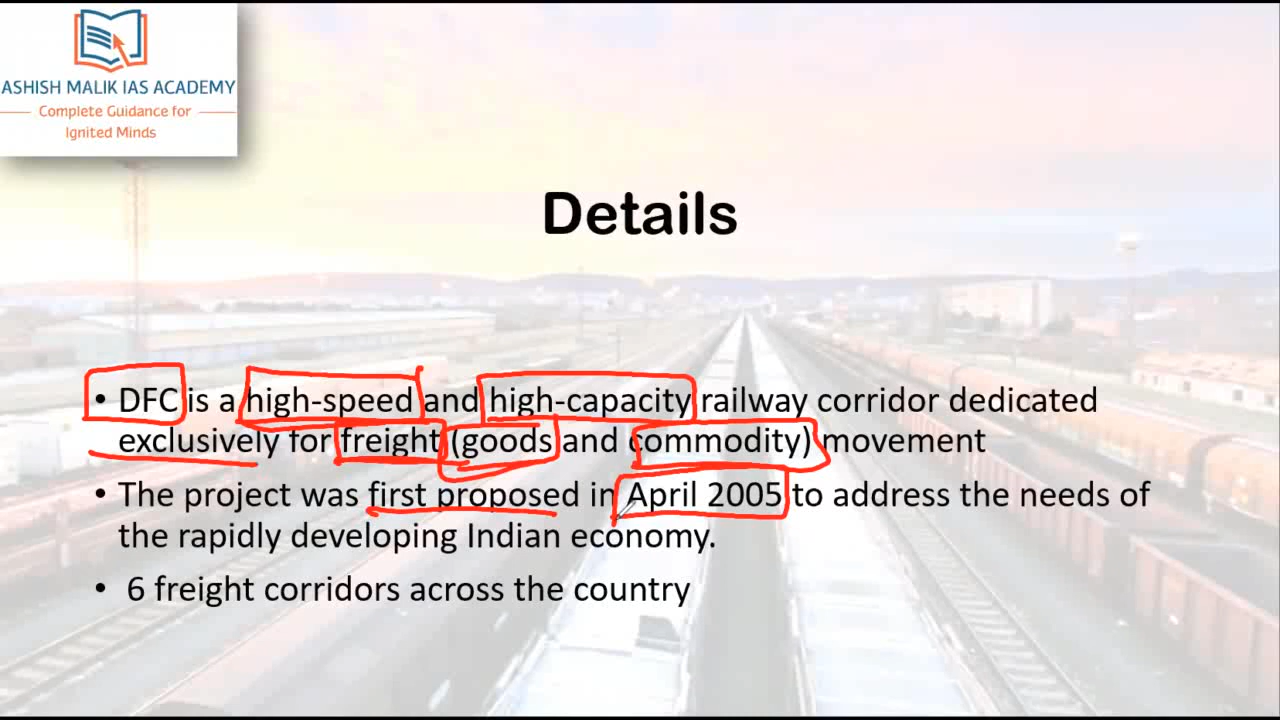 ASHISH MALIK IAS ACADEMY
Complete Guidance for
Ignited Minds
Details
• DFC is a high-speed and high-capacity railway corridor dedicated
exclusively for freight (goods and commodity) movement
• The project was first proposed in April 2005 to address the needs of
the rapidly developing Indian economy.
• 6 freight corridors across the country